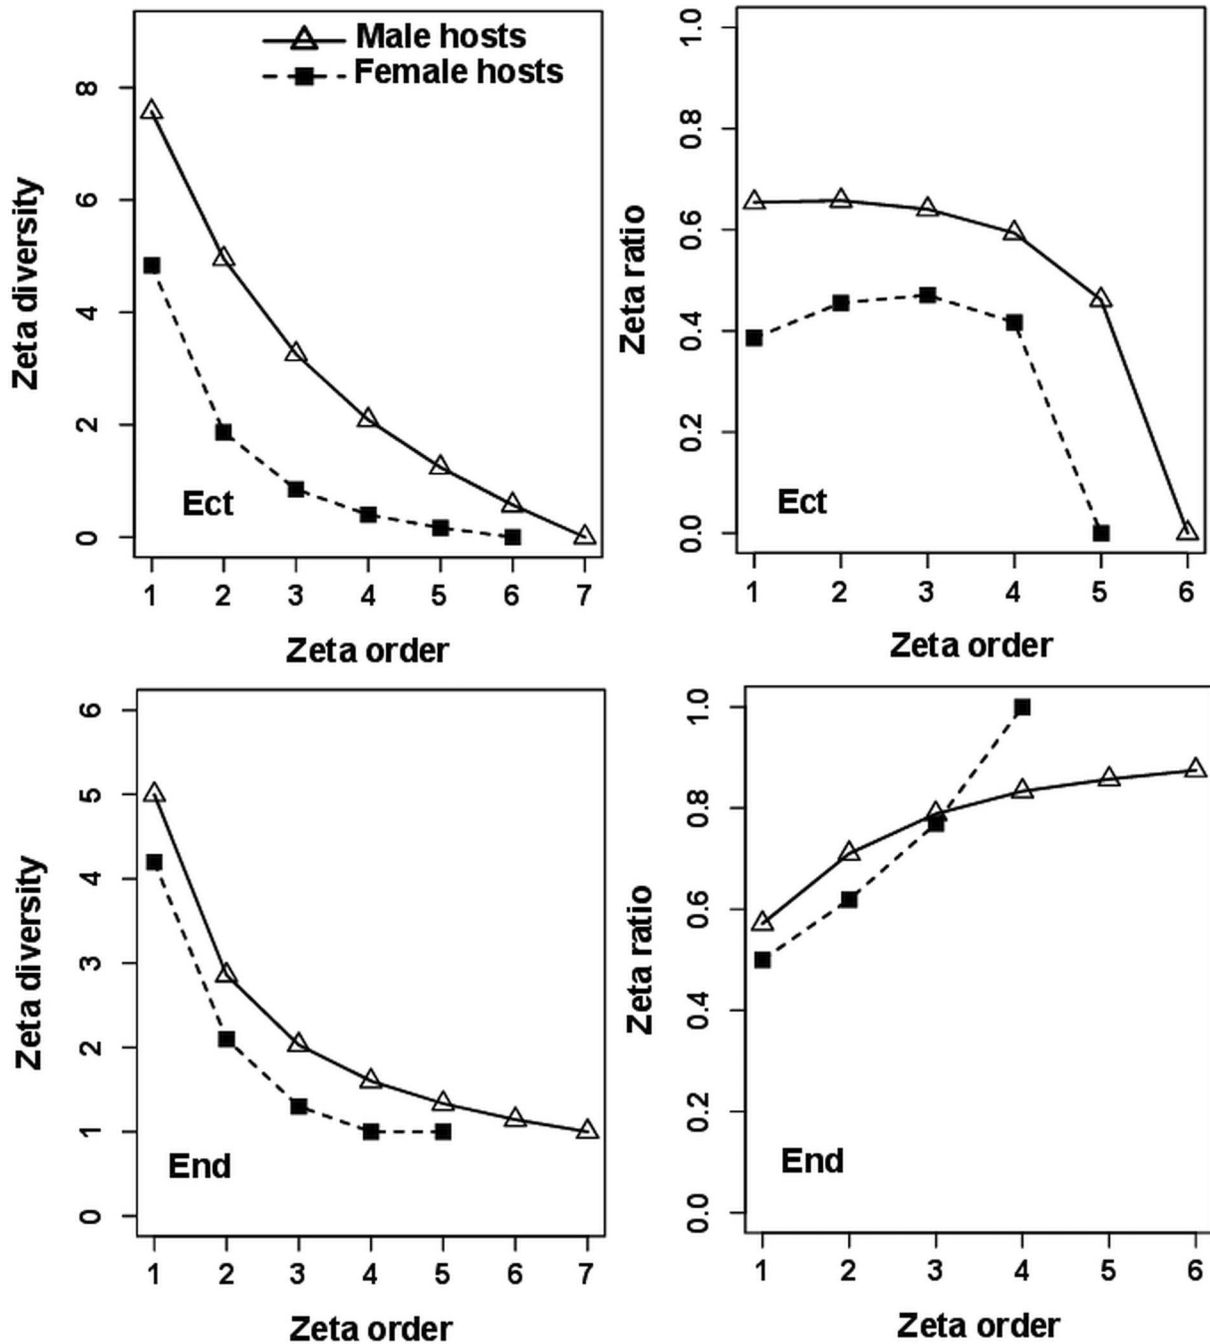 Male hosts
Female hosts
Zeta diversity
8
6
4
2
0
Ect
1 2 3 4 5 6 7
Zeta order
Zeta ratio
1.0
0.8
0.6
0.4
0.2
0.0
Ect
1 2 3 4 5 6
Zeta order
Zeta diversity
6
5
4
3
2
1
0
End
1 2 3 4 5 6 7
Zeta order
Zeta ratio
1.0
0.8
0.6
0.4
0.2
0.0
End
1 2 3 4 5 6
Zeta order